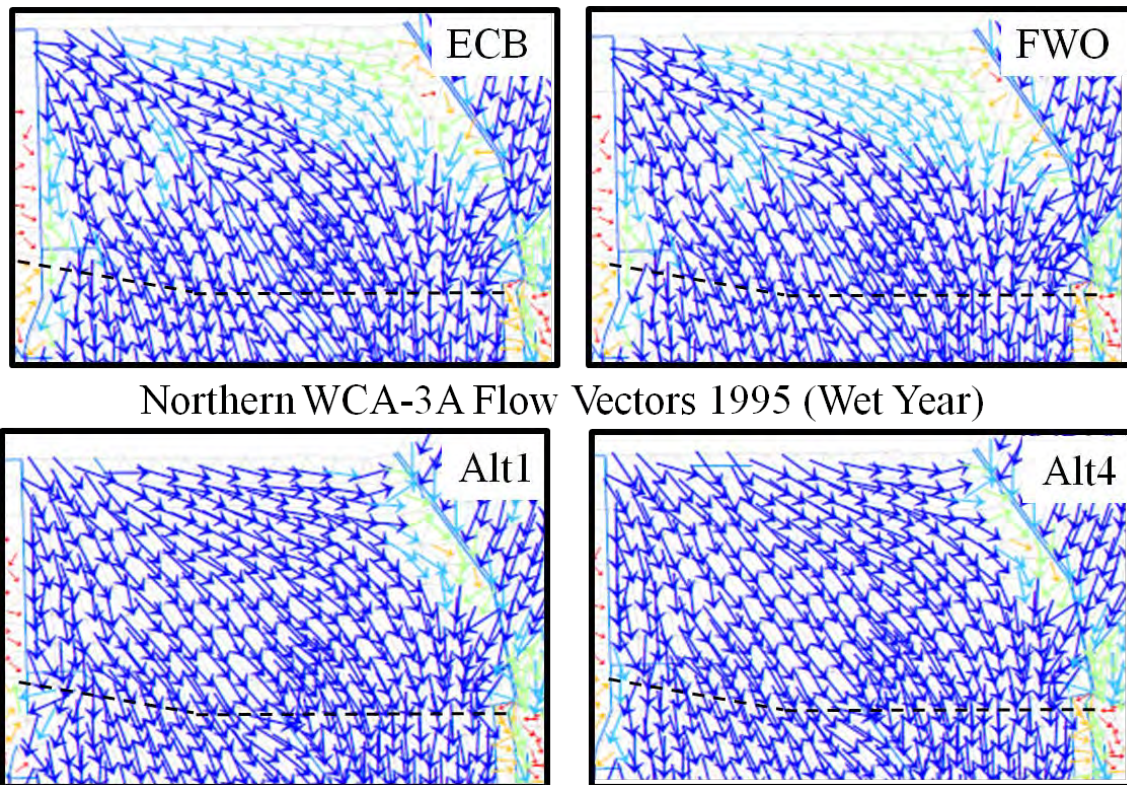 ECB
FWO
Northern WCA-3A Flow Vectors 1995 (Wet Year)
Alt1
Alt4